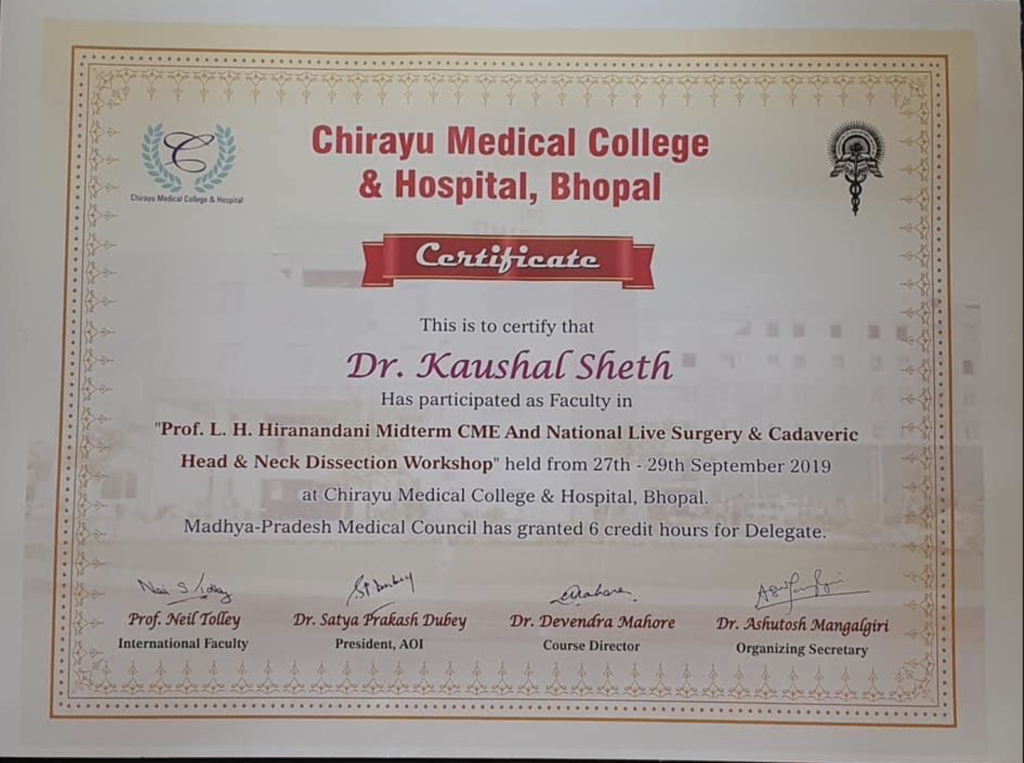 Chirayu Medical College & Hospital
Chirayu Medical College
& Hospital, Bhopal
Certificate
This is to certify that
Dr. Kaushal Sheth
Has participated as Faculty in
"Prof. L. H. Hiranandani Midterm CME And National Live Surgery & Cadaveric
Head & Neck Dissection Workshop" held from 27th - 29th September 2019
at Chirayu Medical College & Hospital, Bhopal.
Madhya-Pradesh Medical Council has granted 6 credit hours for Delegate.
Prof. Neil Tolley
International Faculty
Dr. Satya Prakash Dubey
President, AOI
Dr. Devendra Mahore
Course Director
Dr. Ashutosh Mangalgiri
Organizing Secretary